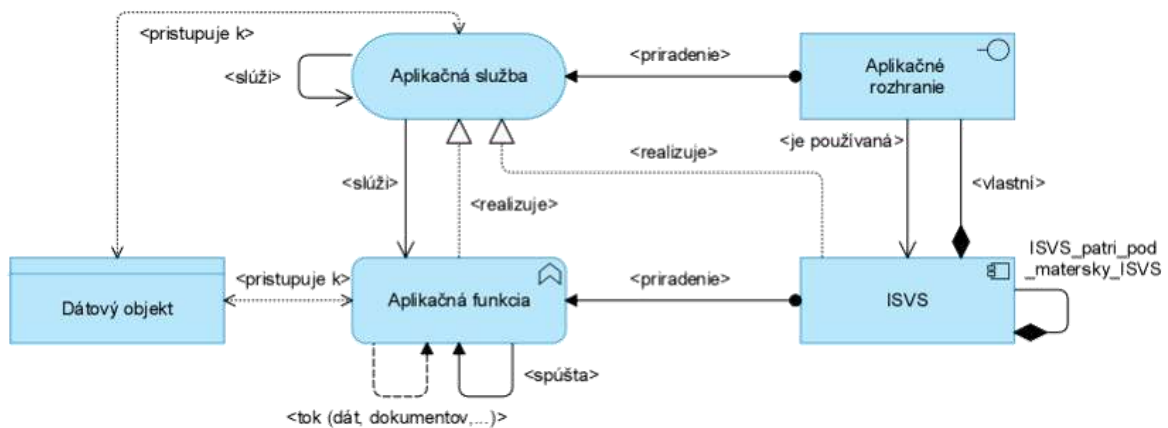 <pristupuje k>
<slúži>
Aplikačná služba
<priradenie>
Aplikačné
rozhranie
<slúži>
<realizuje>
<realizuje>
<je používaná>
<vlastní>
ISVS_patri_pod
_matersky_ISVS
Dátový objekt
<pristupuje k>
Aplikačná funkcia
<priradenie>
ISVS
<spúšta>
<tok (dát, dokumentov,...)>